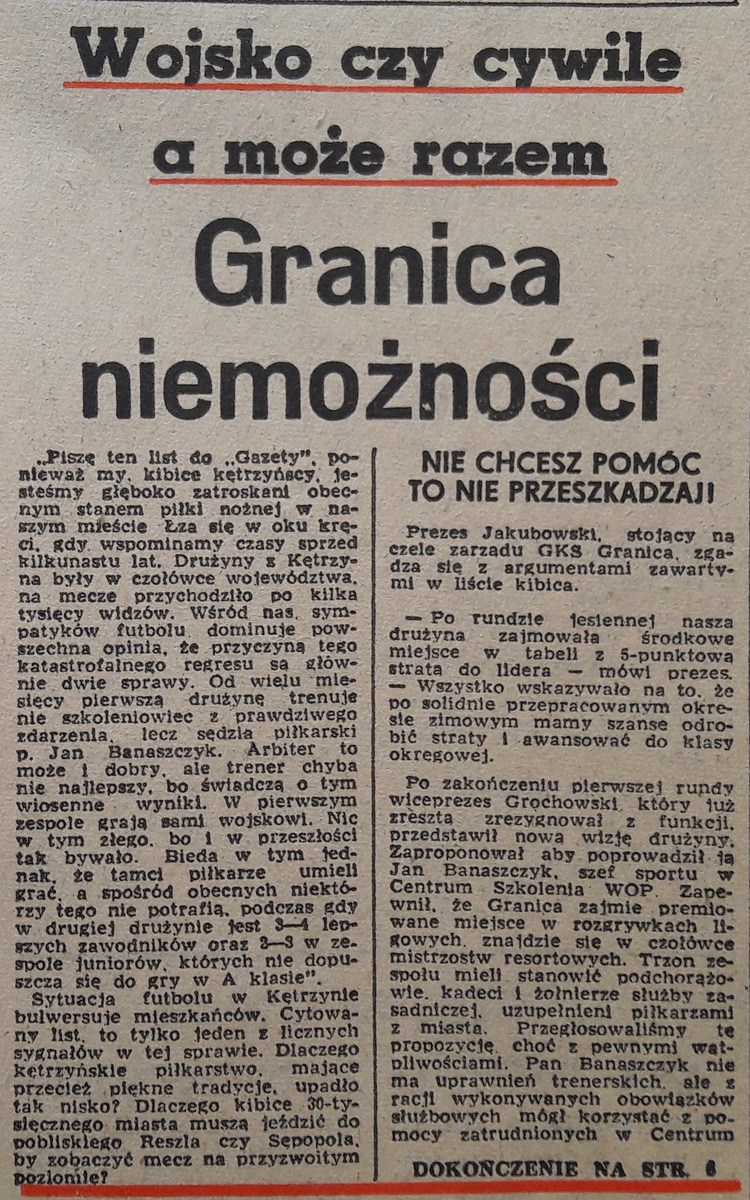 Wojsko czy cywile
a może razem
Granica
niemożności
„Piszę ten list do „Gazety", po-
nieważ my, kibice kętrzyńscy, je-
steśmy głęboko zatroskani obec-
nym stanem piłki nożnej w na-
szym mieście Łza się w oku krę-
ci, gdy wspominamy czasy sprzed
kilkunastu lat. Drużyny z Kętrzy-
na były w czołówce województwa,
na mecze przychodziło po kilka
tysięcy widzów. Wśród nas, sym-
patyków futbolu dominuje pow-
szechna opinia, że przyczyną tego
katastrofalnego regresu są głów-
nie dwie sprawy. Od wielu mie-
sięcy pierwszą drużynę trenuje
nie szkoleniowiec z prawdziwego
zdarzenia, lecz sędzia piłkarski
p. Jan Banaszczyk. Arbiter to
może i dobry, ale trener chyba
nie najlepszy, bo świadczą o tym
wiosenne wyniki. W pierwszym
zespole grają sami wojskowi. Nic
w tym złego, bo i w przeszłości
tak bywało. Bieda w tym jed-
nak, że tamci piłkarze umieli
grać, a spośród obecnych niektó-
rzy tego nie potrafią, podczas gdy
w drugiej drużynie jest 3—4 lep-
szych zawodników oraz 2—3 w ze-
spole juniorów, których nie dopu-
szcza się do gry w A klasie".
Sytuacja futbolu w Kętrzynie
bulwersuje mieszkańców. Cytowa-
ny list, to tylko jeden z licznych
sygnałów w tej sprawie. Dlaczego
kętrzyńskie piłkarstwo, mające
przecież piękne tradycje, upadło
tak nisko? Dlaczego kibice 30-ty-
sięcznego miasta muszą jeździć do
pobliskiego Reszla czy Sępopola,
by zobaczyć mecz na przyzwoitym
poziomie?
NIE CHCESZ POMÓC
TO NIE PRZESZKADZAJ!
Prezes Jakubowski, stojący na
czele zarządu GKS Granica, zga-
dza się z argumentami zawarty-
mi w liście kibica.
— Po rundzie jesiennej nasza
drużyna zajmowała środkowe
miejsce w tabeli z 5-punktową
stratą do lidera — mówi prezes.
— Wszystko wskazywało na to, że
po solidnie przepracowanym okre-
sie zimowym mamy szanse odro-
bić straty i awansować do klasy
okręgowej.
Po zakończeniu pierwszej rundy
wiceprezes Grochowski, który już
zresztą zrezygnował z funkcji,
przedstawił nową wizję drużyny.
Zaproponował aby poprowadził ją
Jan Banaszczyk, szef sportu w
Centrum Szkolenia WOP. Zape-
wnił, że Granica zajmie premio-
wane miejsce w rozgrywkach li-
gowych, znajdzie się w czołówce
mistrzostw resortowych. Trzon ze-
społu mieli stanowić podchorążo-
wie, kadeci i żołnierze służby za-
sadniczej, uzupełnieni piłkarzami
z miasta. Przegłosowaliśmy tę
propozycję, choć z pewnymi wąt-
pliwościami. Pan Banaszczyk nie
ma uprawnień trenerskich, ale z
racji wykonywanych obowiązków
służbowych mógł korzystać z po-
mocy zatrudnionych w Centrum
DOKOŃCZENIE NA STR. 6